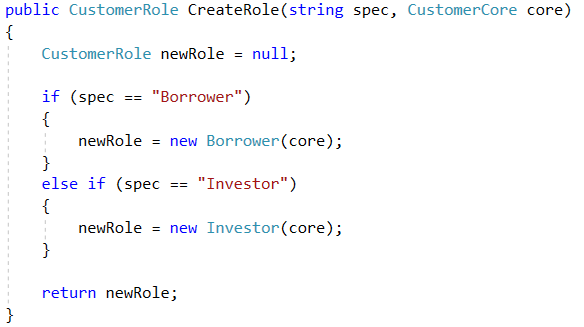 public CustomerRole CreateRole(string spec, CustomerCore core)
{
    CustomerRole newRole = null;

    if (spec == "Borrower")
    {
        newRole = new Borrower(core);
    }
    else if (spec == "Investor")
    {
        newRole = new Investor(core);
    }

    return newRole;
}